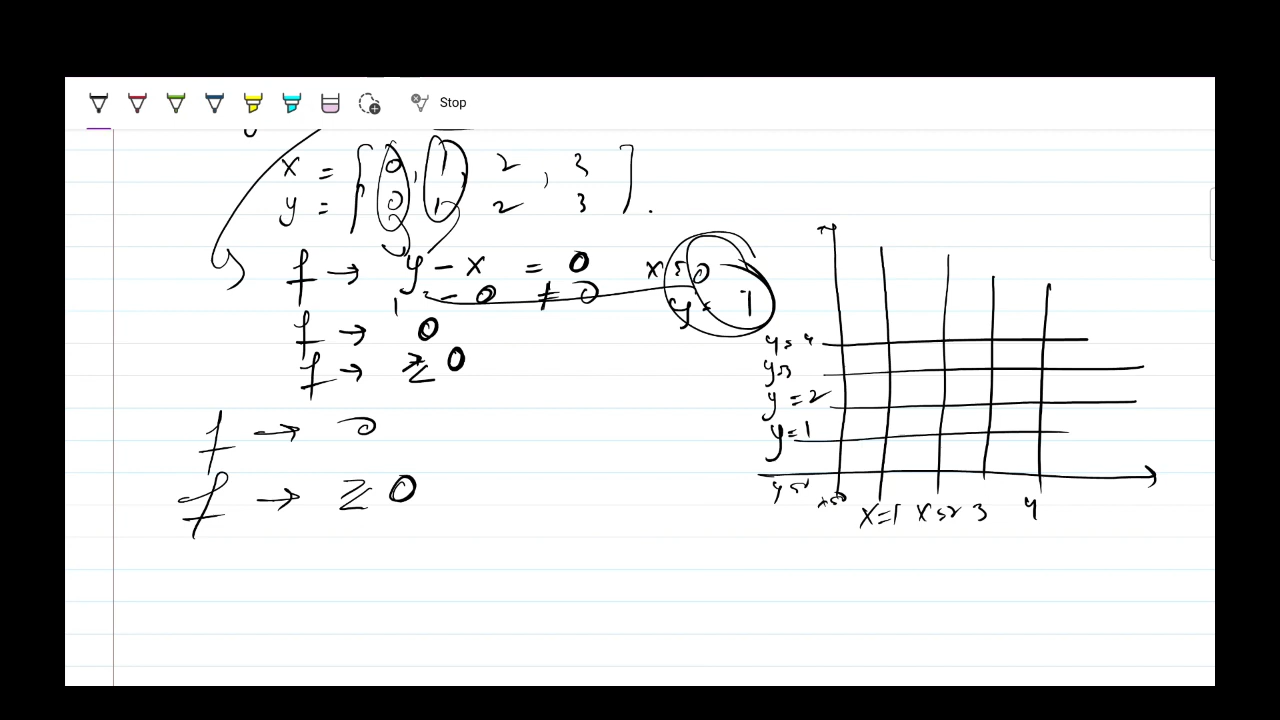 Stop
x = { 0, 1 2 , 3 }
y = { 0 1 2 3 } .
f → y - x = 0
1 - 0 ≠ 0
x = 0
y = 1
f → 0
f → ≥ 0
f → 0
f → ≥ 0
y = 4
y = 3
y = 2
y = 1
x=0
x=1 x=2 3 4